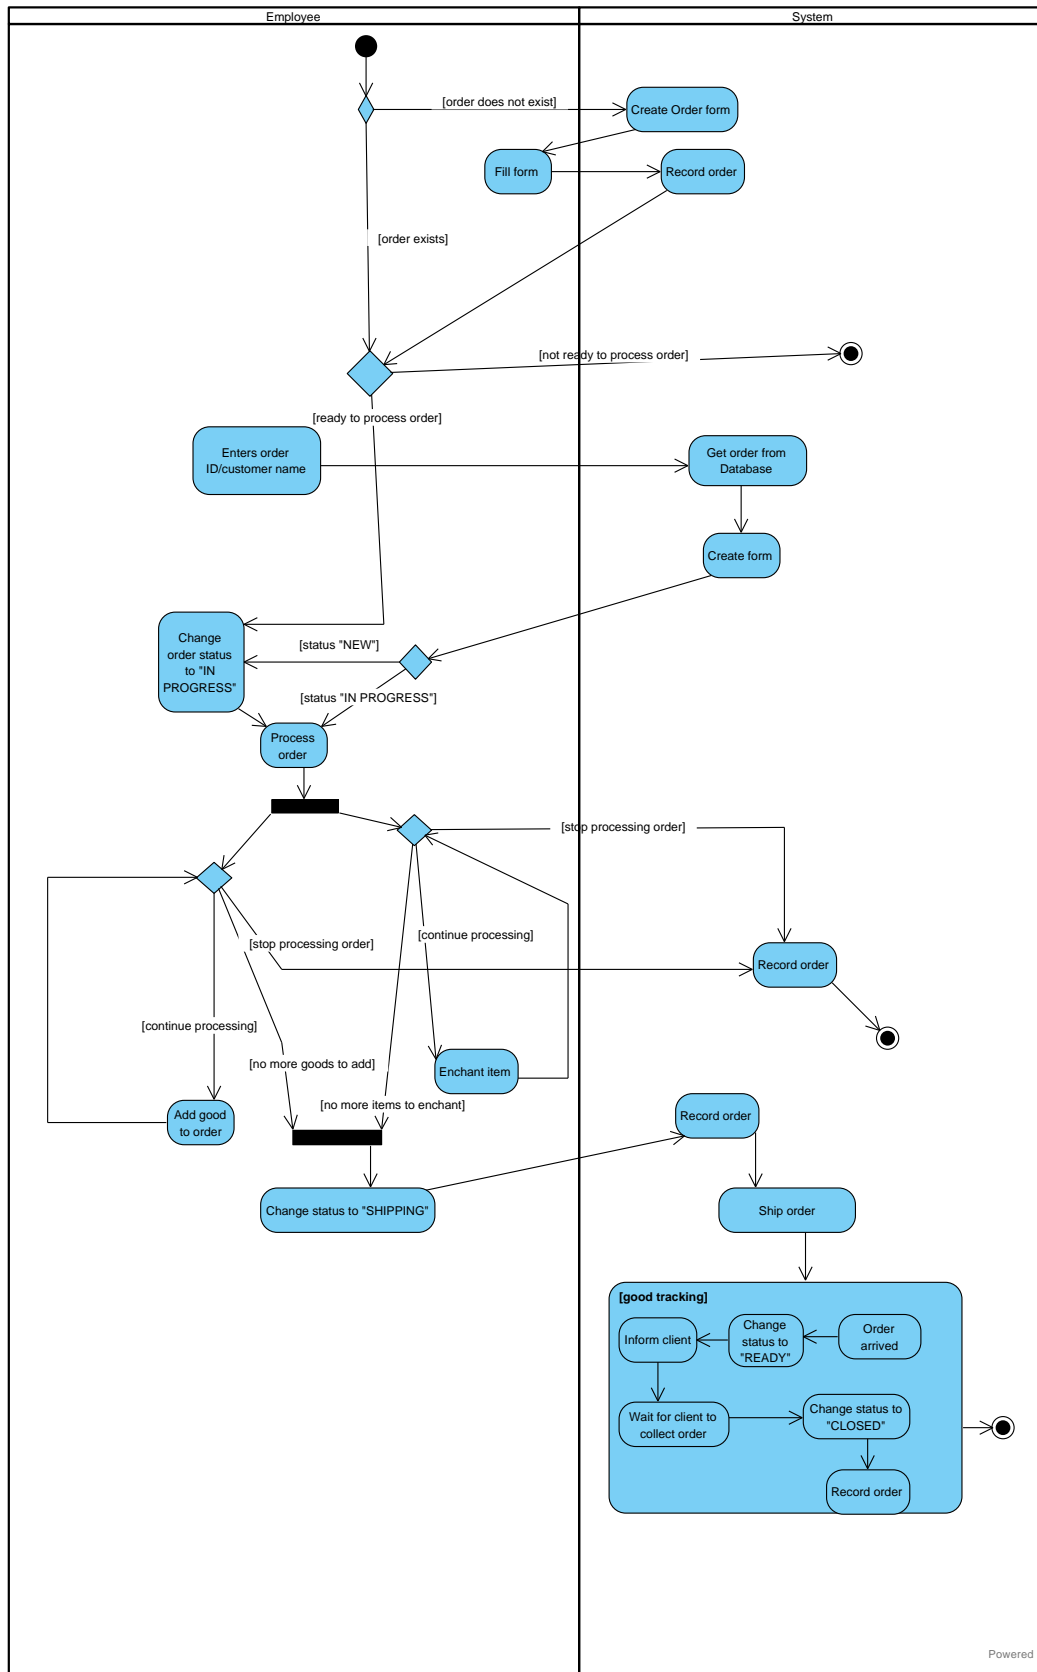 Employee
System
[order does not exist]
Create Order form
Fill form
Record order
[order exists]
[not ready to process order]
[ready to process order]
Enters order
ID/customer name
Get order from
Database
Create form
Change
order status
to "IN
PROGRESS"
[status "NEW"]
[status "IN PROGRESS"]
Process
order
[stop processing order]
[continue processing]
[stop processing order]
Record order
[continue processing]
[no more goods to add]
Enchant item
[no more items to enchant]
Add good
to order
Record order
Change status to "SHIPPING"
Ship order
[good tracking]
Inform client
Change
status to
"READY"
Order
arrived
Wait for client to
collect order
Change status to
"CLOSED"
Record order
Powered